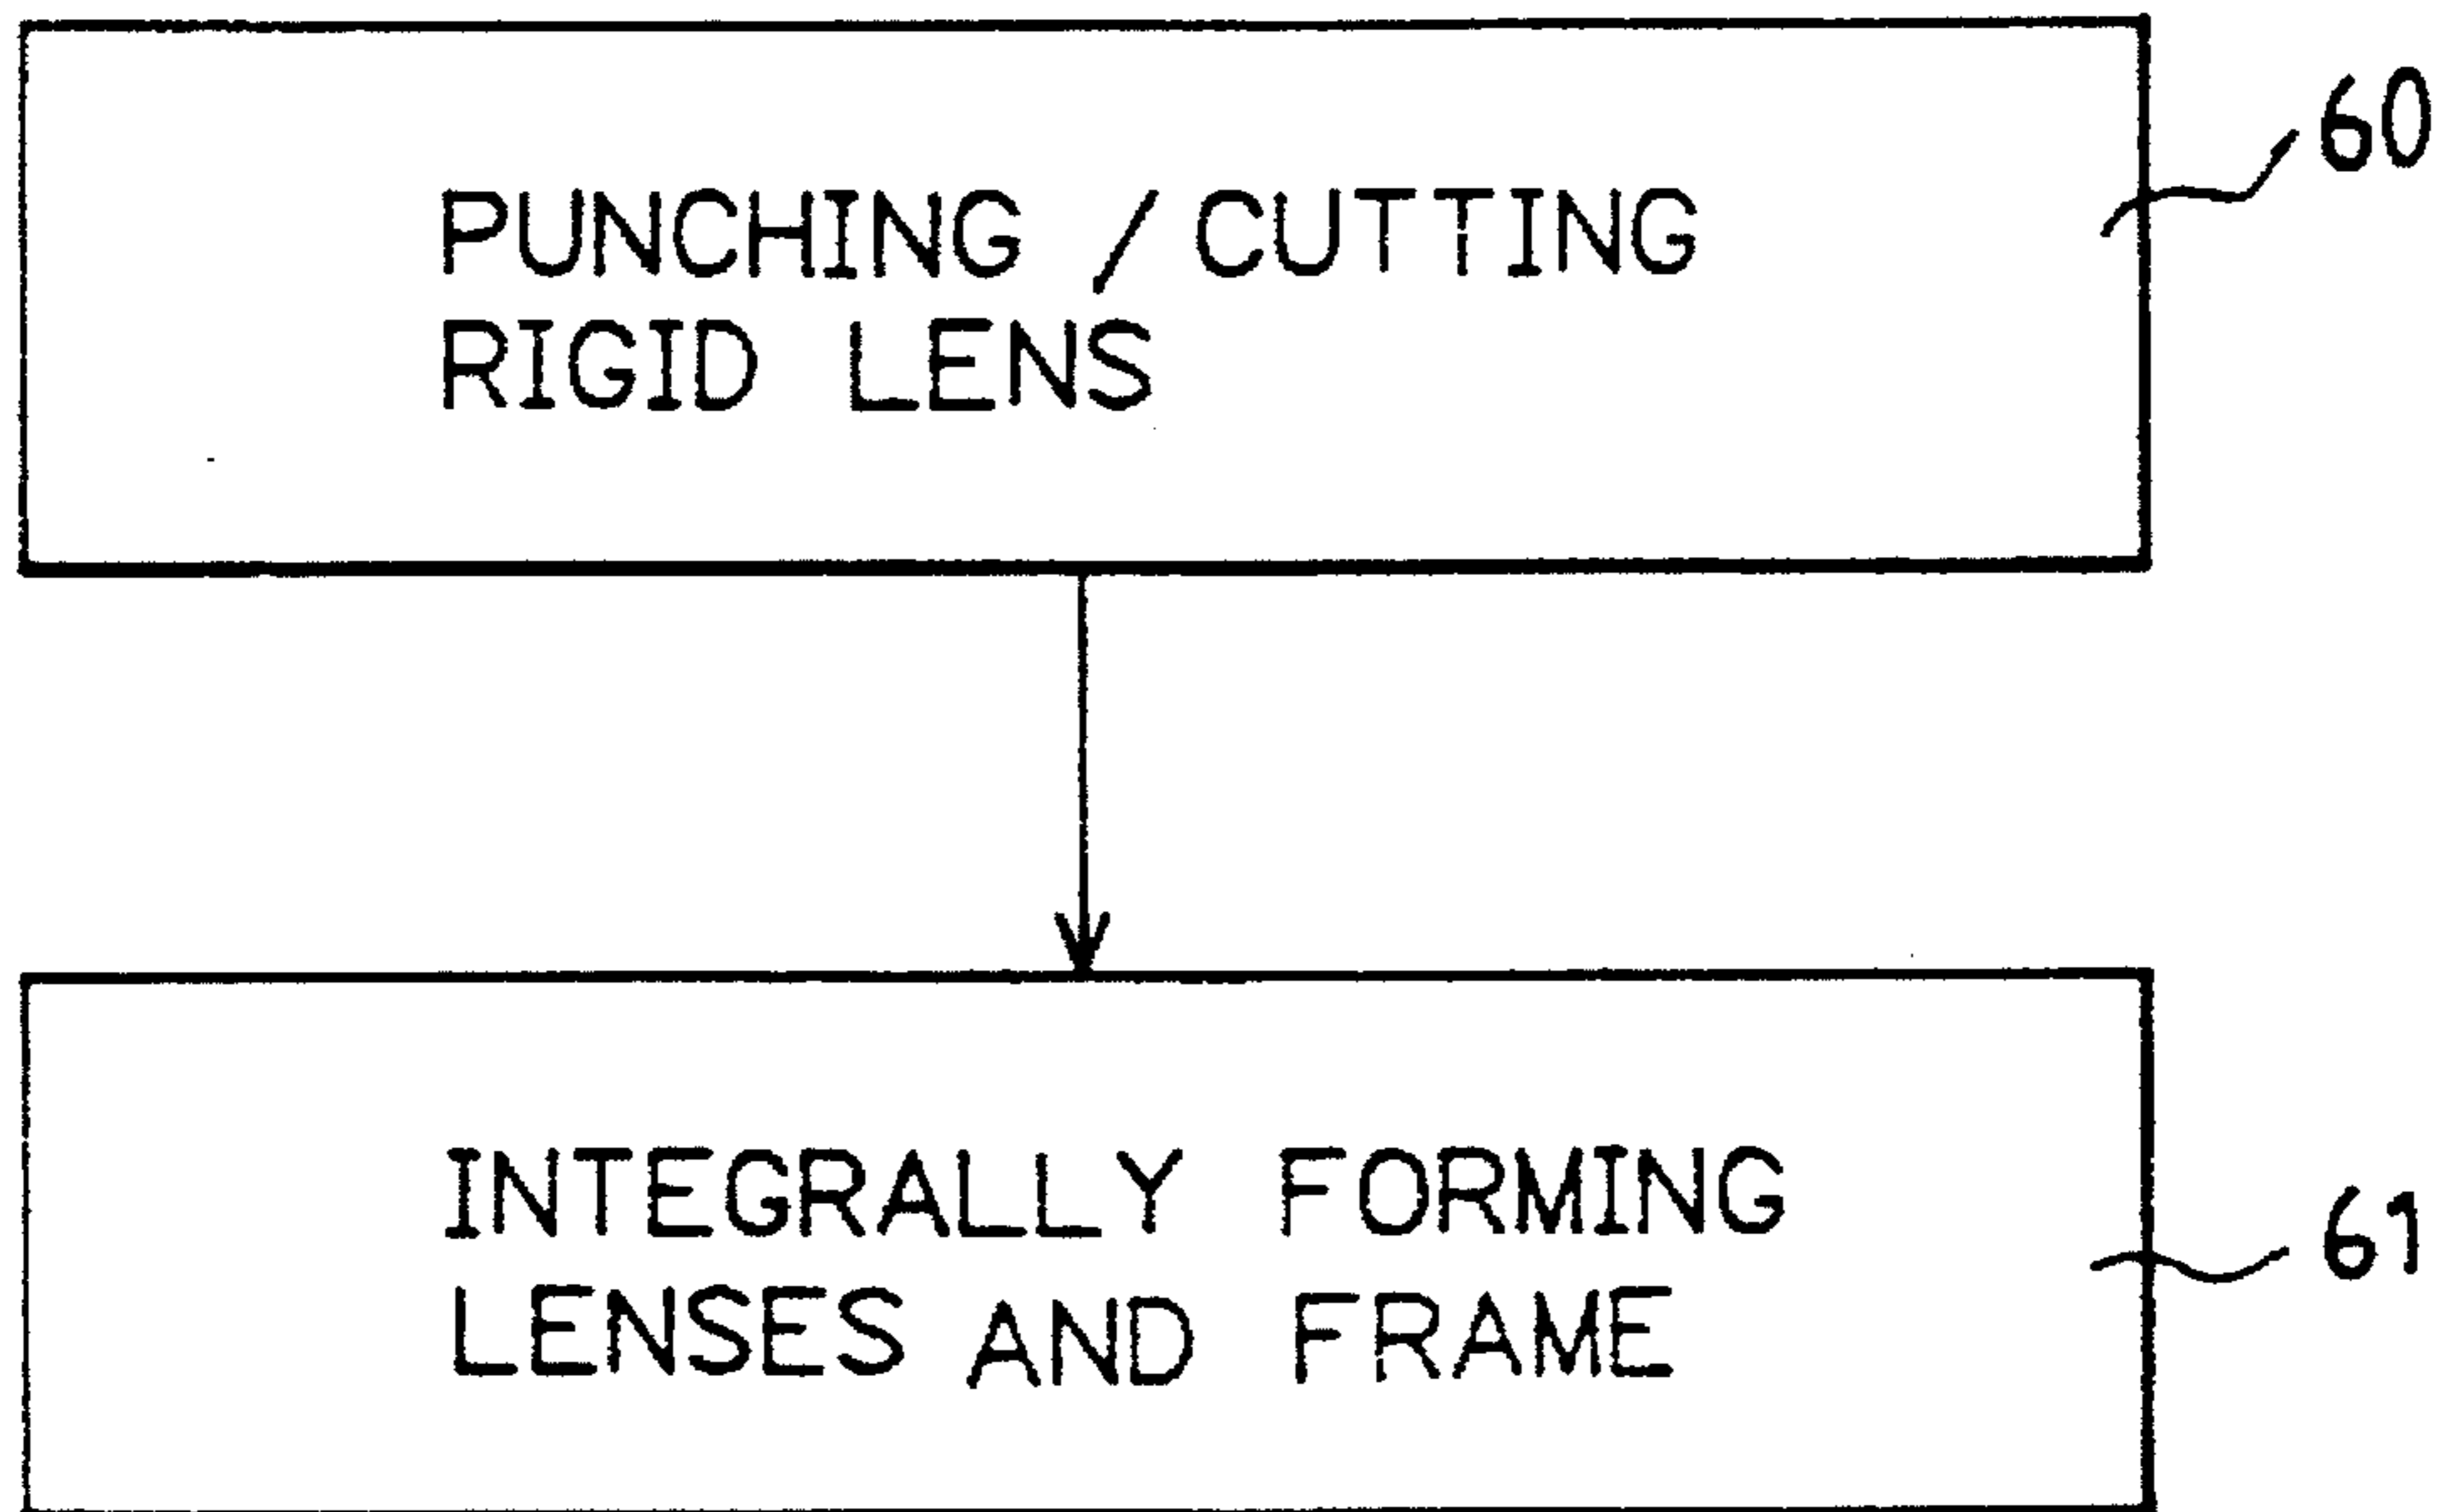 PUNCHING / CUTTING
RIGID LENS
60
INTEGRALLY FORMING
LENSES AND FRAME
61